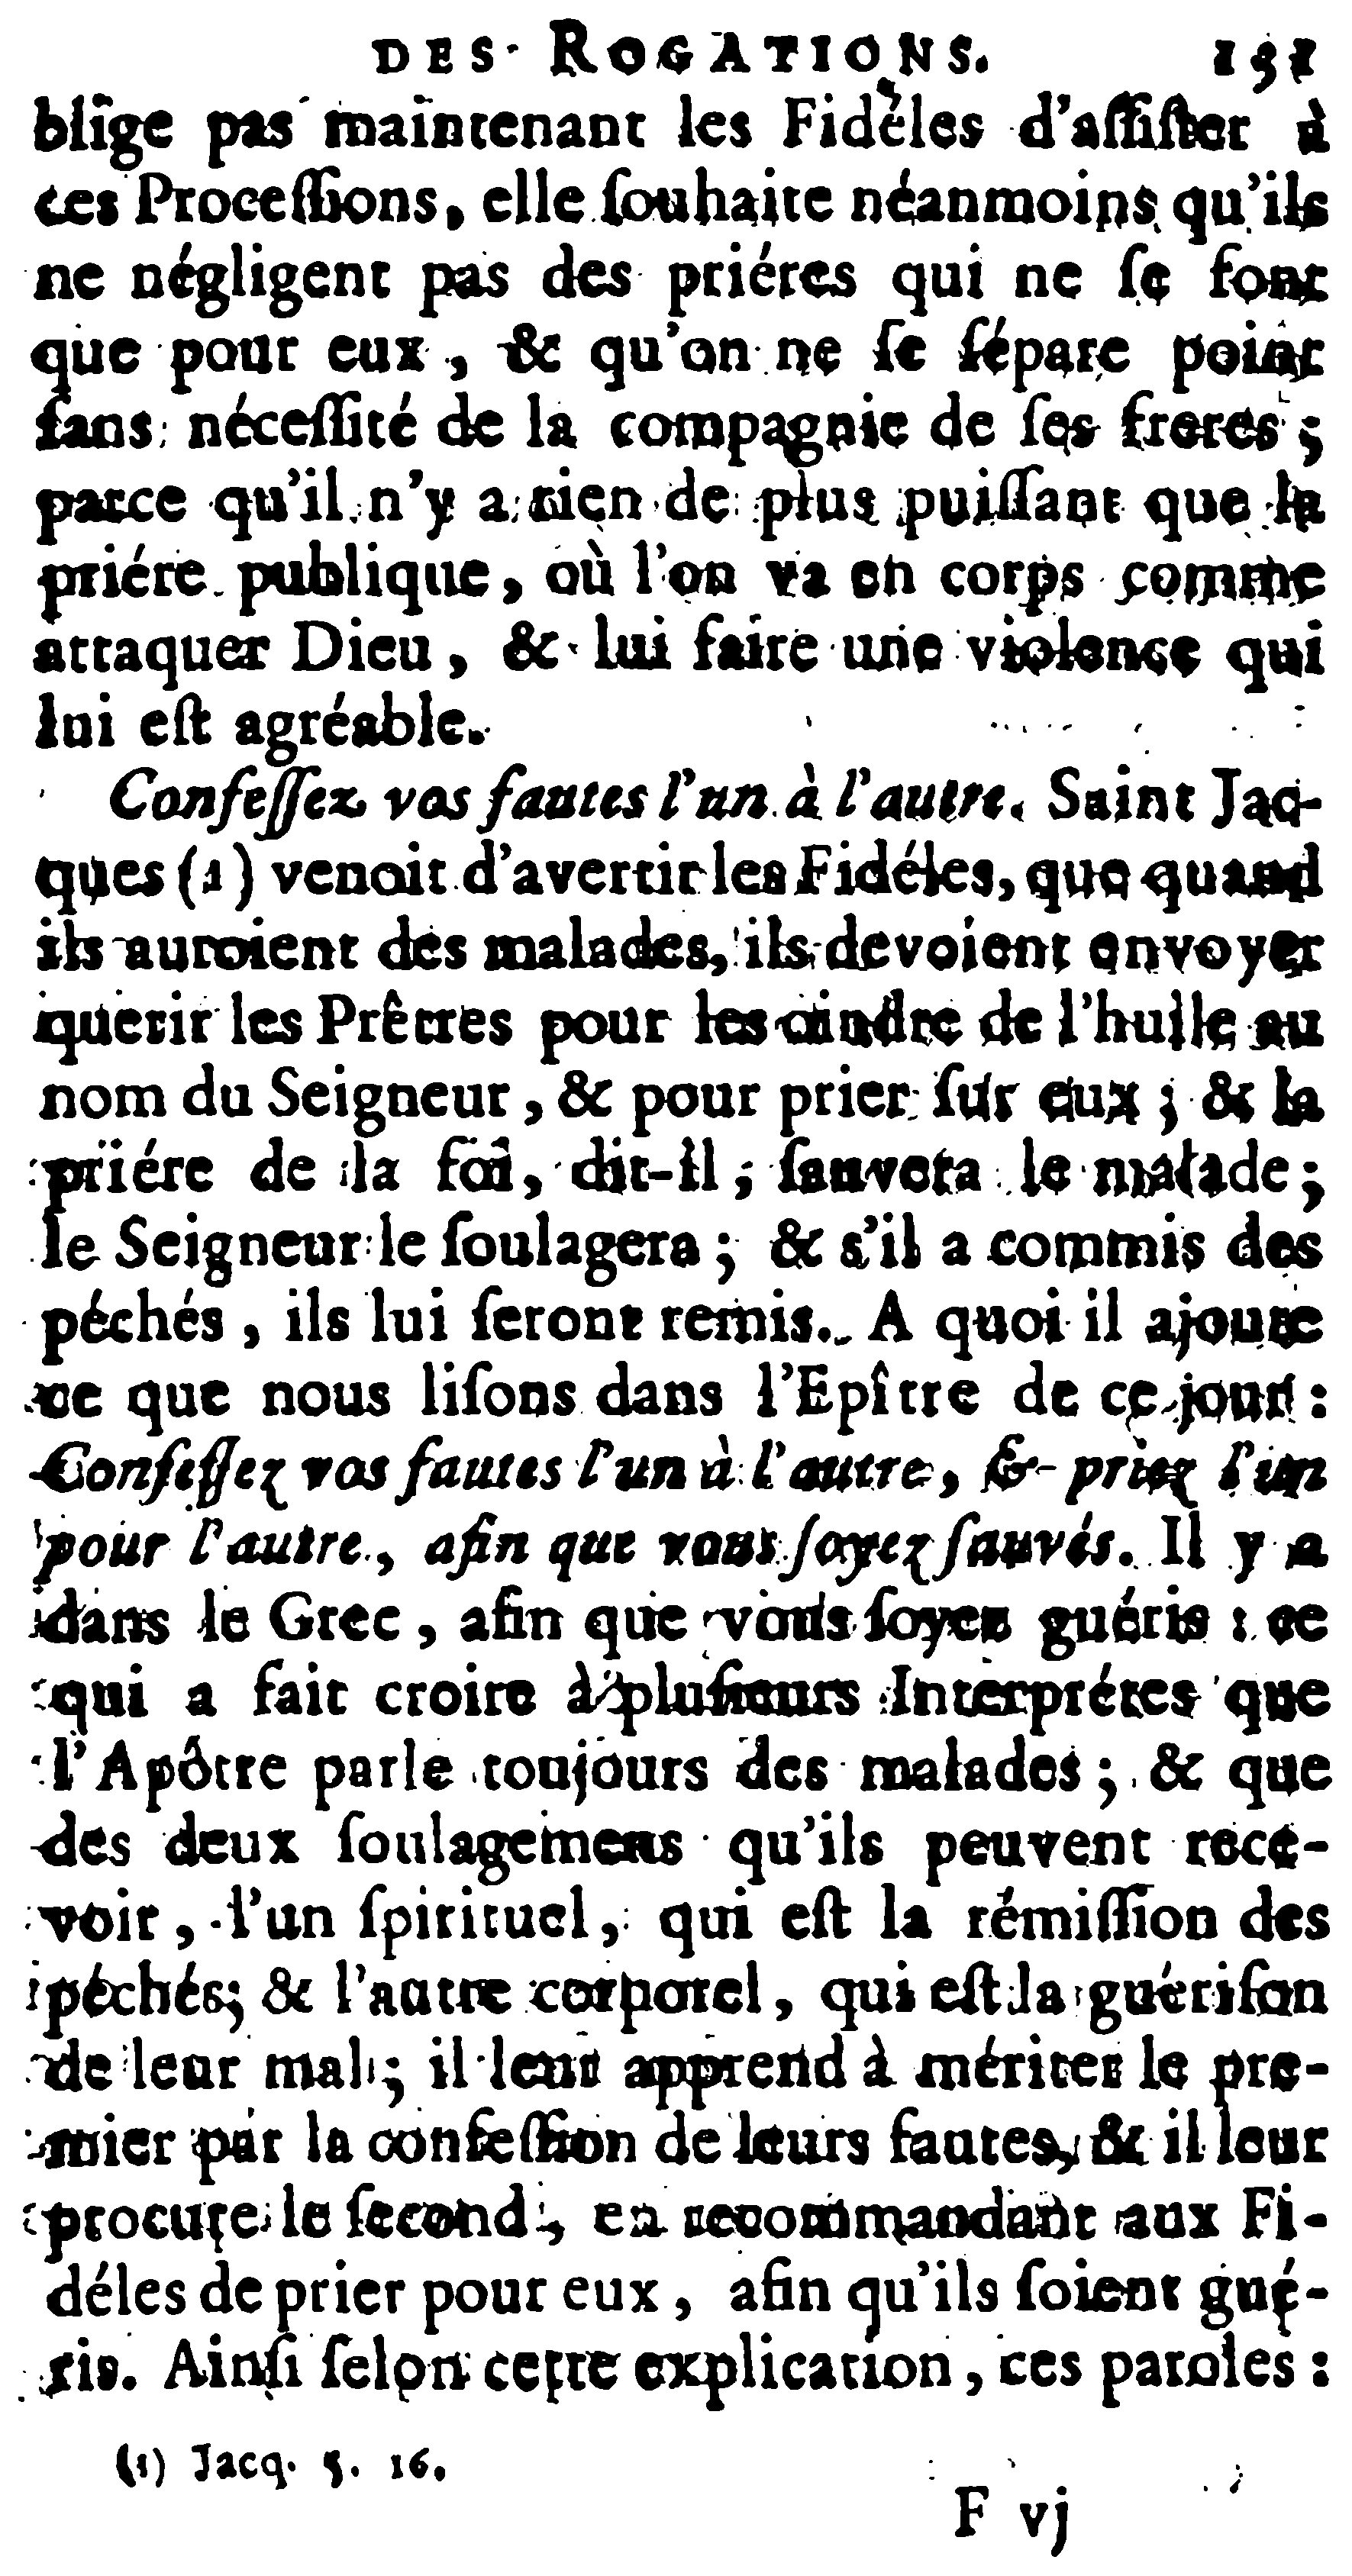 DES ROGATIONS. 131
blige pas maintenant les Fidèles d'aſſiſter à
ces Proceſſions, elle ſouhaite néanmoins qu'ils
ne négligent pas des priéres qui ne ſe font
que pour eux, & qu'on ne ſe ſépare point
ſans néceſſité de la compagnie de ſes freres;
parce qu'il n'y a rien de plus puiſſant que la
priére publique, où l'on va en corps comme
attaquer Dieu, & lui faire une violence qui
lui eſt agréable.
Confeſſez vos fautes l'un à l'autre. Saint Jac-
ques (1) venoit d'avertir les Fidéles, que quand
ils auroient des malades, ils devoient envoyer
querir les Prêtres pour les oindre de l'huile au
nom du Seigneur, & pour prier ſur eux; & la
priére de la foi, dit-il, ſauvera le malade;
le Seigneur le ſoulagera; & s'il a commis des
péchés, ils lui ſeront remis. A quoi il ajoute
ce que nous liſons dans l'Epître de ce jour:
Confeſſez vos fautes l'un à l'autre, & priez l'un
pour l'autre, afin que vous ſoyez ſauvés. Il y a
dans le Grec, afin que vous ſoyez guéris: ce
qui a fait croire à pluſieurs Interprétes que
l'Apôtre parle toujours des malades; & que
des deux ſoulagemens qu'ils peuvent rece-
voir, l'un ſpirituel, qui eſt la rémiſſion des
péchés; & l'autre corporel, qui eſt la guériſon
de leur mal; il leur apprend à mériter le pre-
mier par la confeſſion de leurs fautes, & il leur
procure le ſecond, en recommandant aux Fi-
déles de prier pour eux, afin qu'ils ſoient gué-
ris. Ainſi ſelon cette explication, ces paroles:
(1) Jacq. 5. 16.
F vj